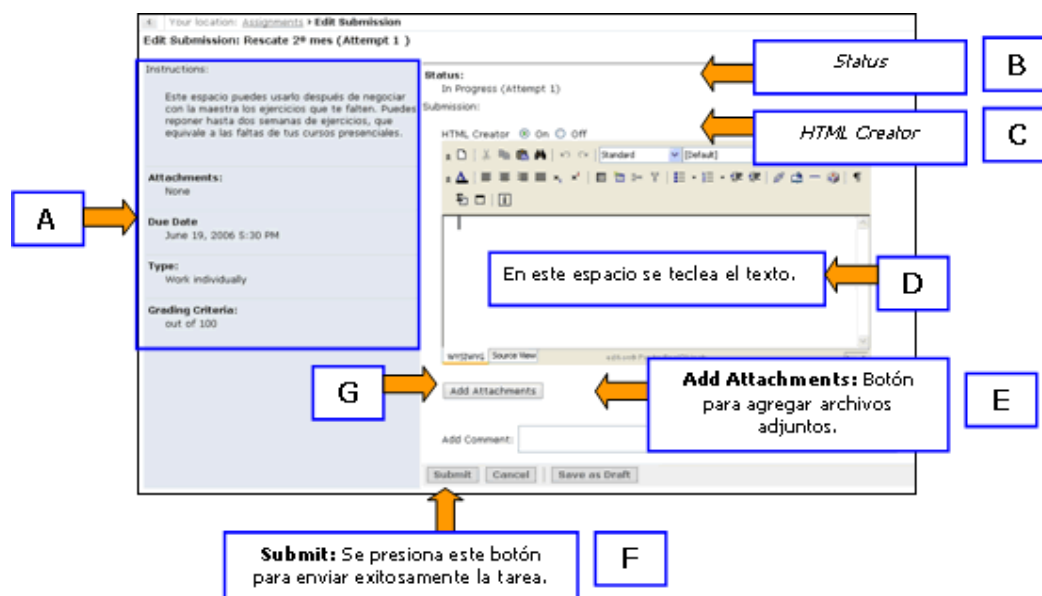 Your location: Assignments › Edit Submission
Edit Submission: Rescate 2º mes (Attempt 1 )
Instructions:
Este espacio puedes usarlo después de negociar
con la maestra los ejercicios que te falten. Puedes
reponer hasta dos semanas de ejercicios, que
equivale a las faltas de tus cursos presenciales.
Attachments:
None
Due Date
June 19, 2006 5:30 PM
Type:
Work individually
Grading Criteria:
out of 100
A
Status:
In Progress (Attempt 1)
Submission:
Status
B
HTML Creator On Off
HTML Creator
C
Standard [Default]
En este espacio se teclea el texto.
D
WYSIWYG Source View
G
Add Attachments
Add Attachments: Botón
para agregar archivos
adjuntos.
E
Add Comment:
Submit Cancel Save as Draft
Submit: Se presiona este botón
para enviar exitosamente la tarea.
F